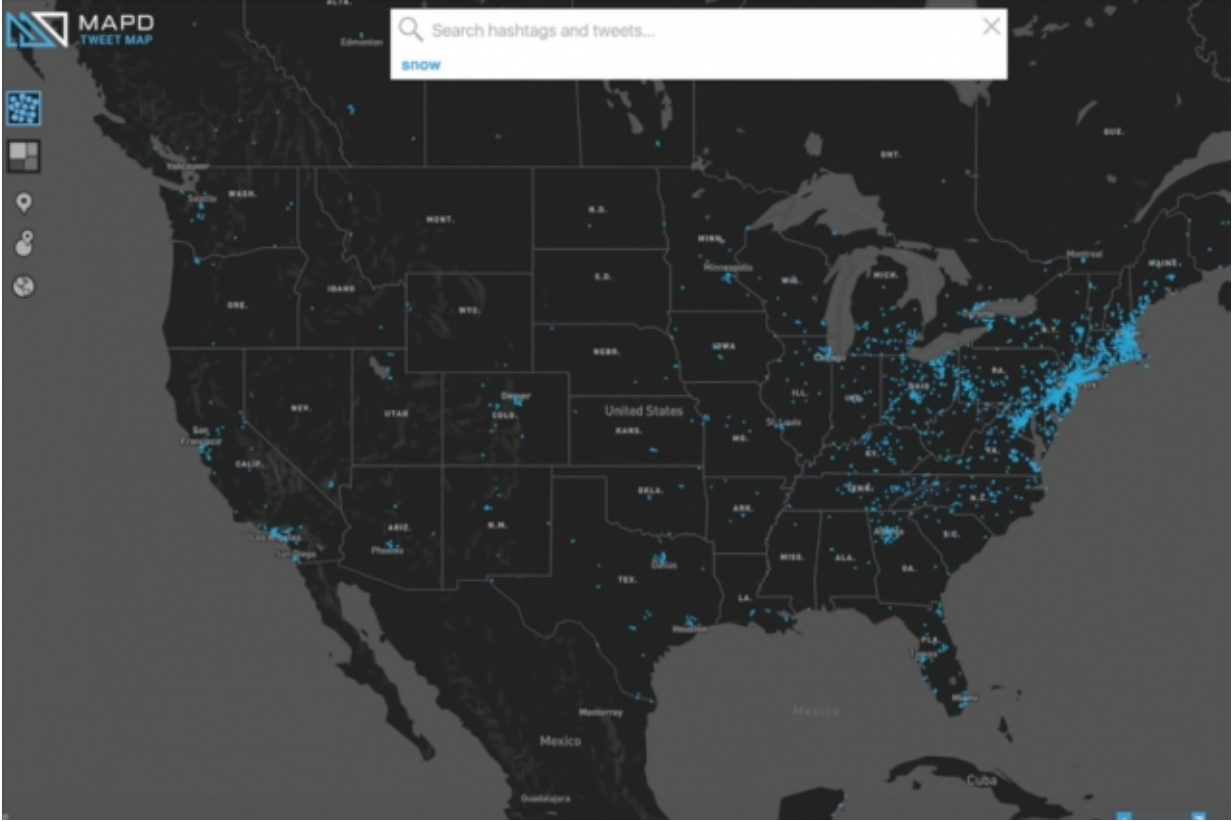 MAPD
TWEET MAP
Search hashtags and tweets...
snow
ALTA.
Edmonton
QUE.
ONT.
Vancouver
WASH.
Seattle
MONT.
N.D.
MINN.
Minneapolis
Montreal
MAINE
S.D.
WIS.
MICH.
ORE.
IDAHO
WYO.
Toronto
N.Y.
NEBR.
IOWA
Chicago
PA.
NEV.
UTAH
Denver
COLO.
ILL.
IND.
OHIO
United States
KANS.
St. Louis
MO.
San
Francisco
CALIF.
KY.
VA.
OKLA.
TENN.
N.C.
ARK.
ARIZ.
N.M.
Los Angeles
San Diego
Phoenix
Atlanta
S.C.
Dallas
MISS.
ALA.
GA.
TEX.
LA.
Houston
FLA.
Tampa
Miami
Monterrey
Mexico
Mexico
Cuba
Guadalajara